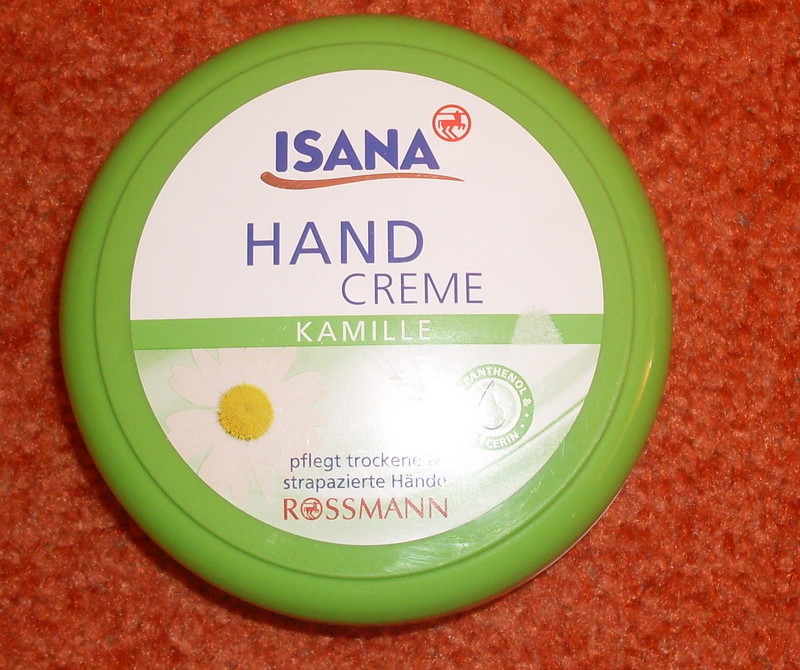 ISANA
HAND
CREME
KAMILLE
PANTHENOL &
pflegt trockene
strapazierte Hände
ROSSMANN